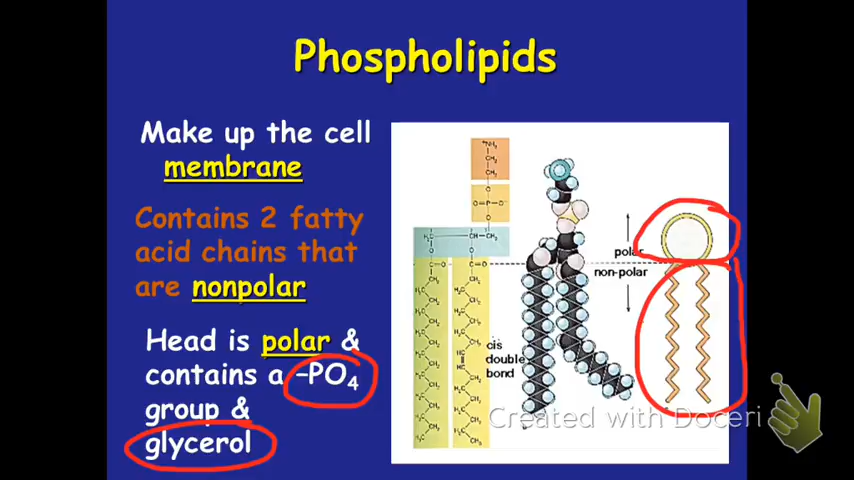 Phospholipids
Make up the cell
membrane
Contains 2 fatty
acid chains that
are nonpolar
Head is polar &
contains a -PO₄
group &
glycerol
polar
non-polar
cis
double
bond
Created with Doceri